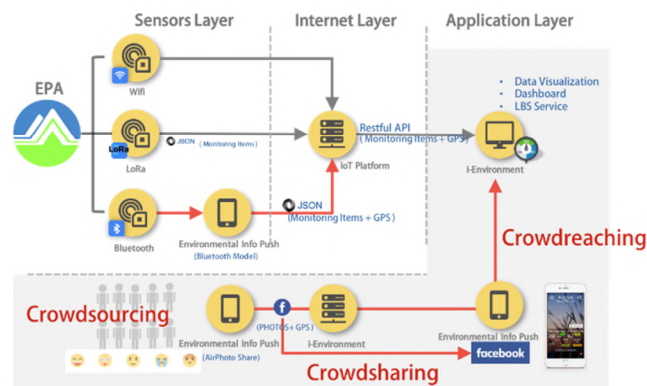 Sensors Layer
Internet Layer
Application Layer
EPA
Wifi
LoRa
LoRa
JSON
( Monitoring Items)
Bluetooth
Environmental Info Push
(Bluetooth Model)
JSON
(Monitoring Items + GPS )
Restful API
( Monitoring Items + GPS)
IoT Platform
• Data Visualization
• Dashboard
• LBS Service
I-Environment
Crowdreaching
Crowdsourcing
Environmental Info Push
(AirPhoto Share)
f
(PHOTOS+ GPS )
i-Environment
Environmental Info Push
facebook
Crowdsharing